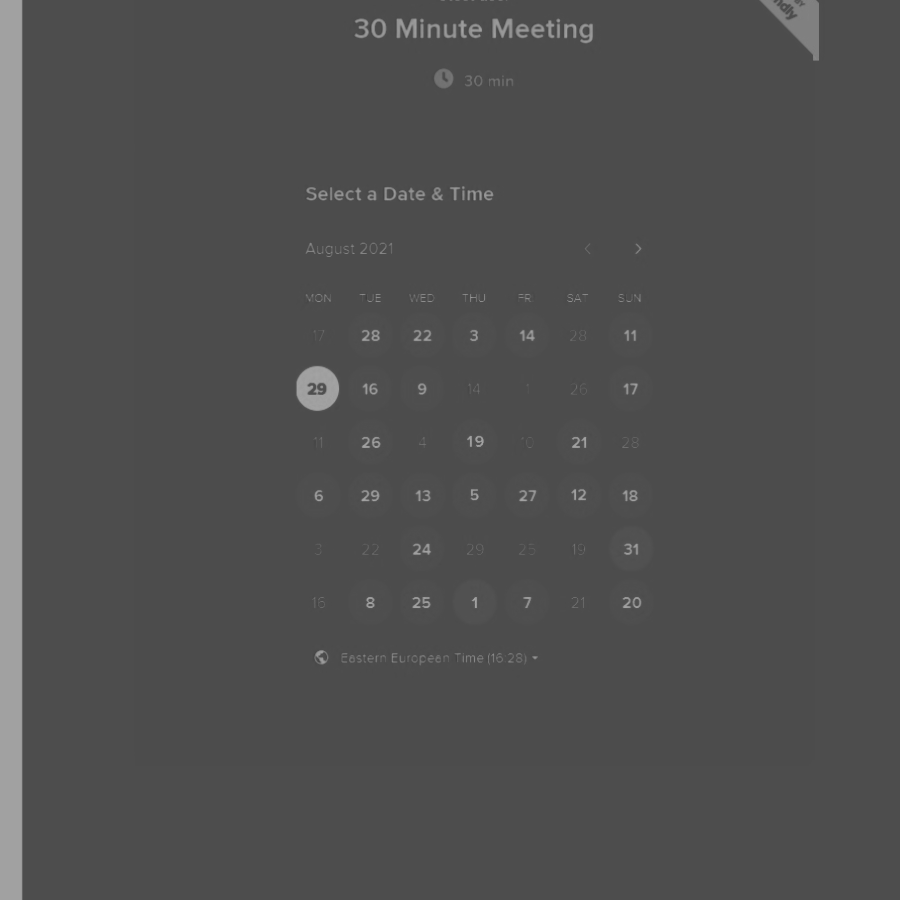 30 Minute Meeting
30 min
Select a Date & Time
August 2021
MON TUE WED THU FR SAT SUN
17 28 22 3 14 28 11
29 16 9 14 1 26 17
11 26 4 19 10 21 28
6 29 13 5 27 12 18
3 22 24 29 25 19 31
16 8 25 1 7 21 20
Eastern European Time (16:28)